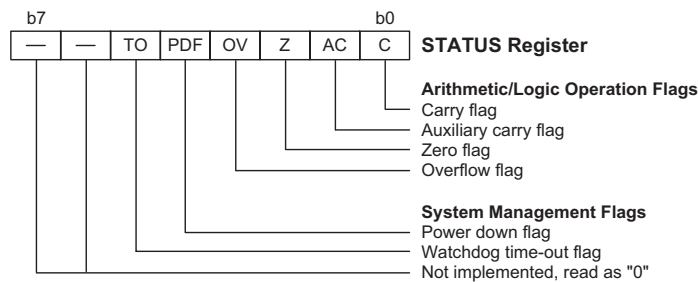 b7 b0
— — TO PDF OV Z AC C STATUS Register
Arithmetic/Logic Operation Flags
Carry flag
Auxiliary carry flag
Zero flag
Overflow flag
System Management Flags
Power down flag
Watchdog time-out flag
Not implemented, read as "0"